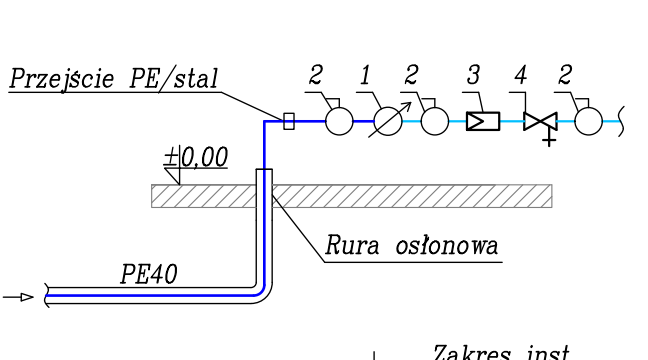 Przejście PE/stal
2
1
2
3
4
2
±0,00
Rura osłonowa
PE40
Zakres inst.